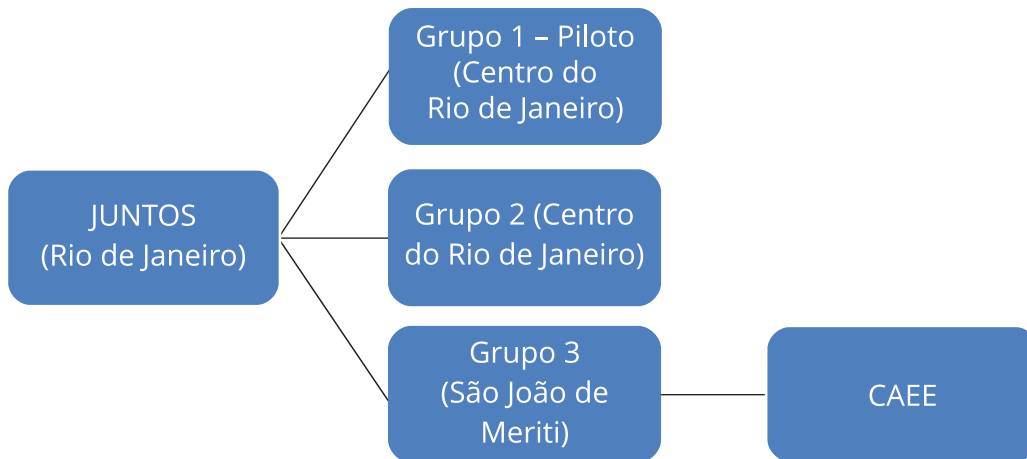 Grupo 1 – Piloto
(Centro do
Rio de Janeiro)
JUNTOS
(Rio de Janeiro)
Grupo 2 (Centro
do Rio de Janeiro)
Grupo 3
(São João de
Meriti)
CAEE